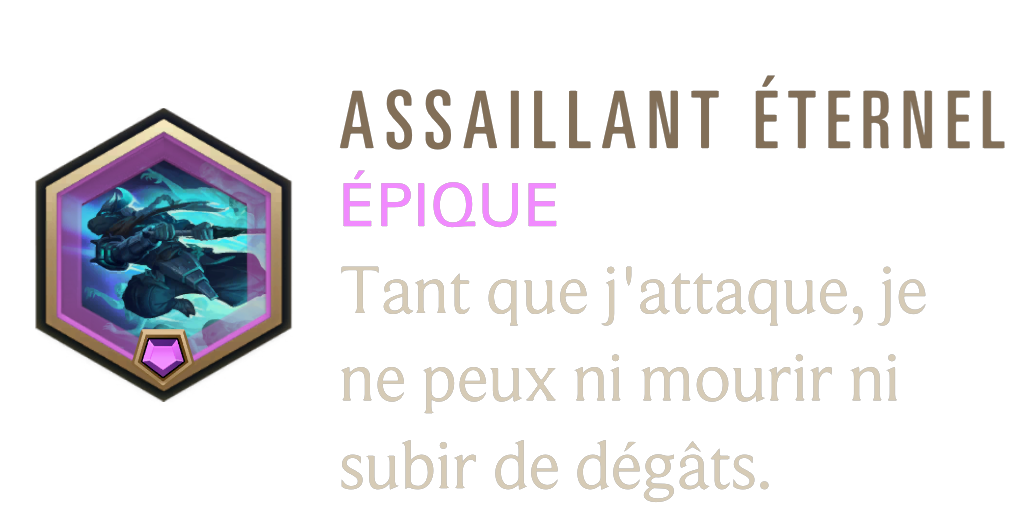 ASSAILLANT ÉTERNEL
ÉPIQUE
Tant que j'attaque, je
ne peux ni mourir ni
subir de dégâts.